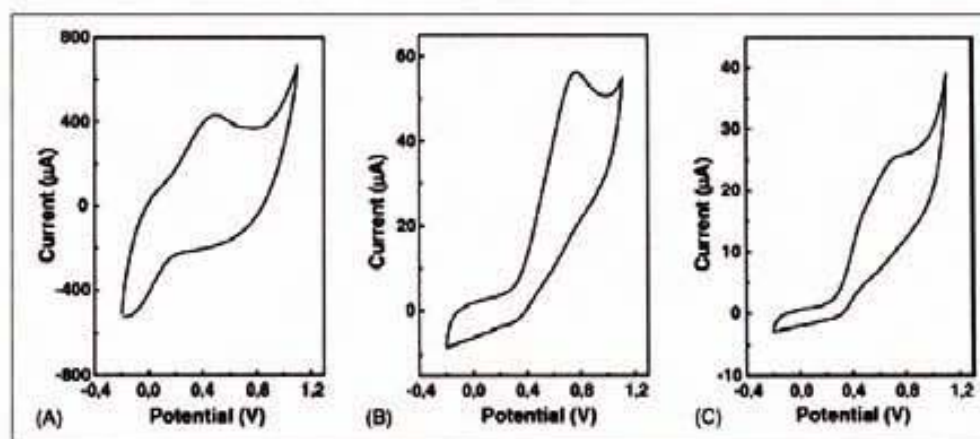 800
400
0
-400
-800
Current (µA)
-0,4 0,0 0,4 0,8 1,2
(A) Potential (V)
60
40
20
0
Current (µA)
-0,4 0,0 0,4 0,8 1,2
(B) Potential (V)
40
30
20
10
0
-10
Current (µA)
-0,4 0,0 0,4 0,8 1,2
(C) Potential (V)